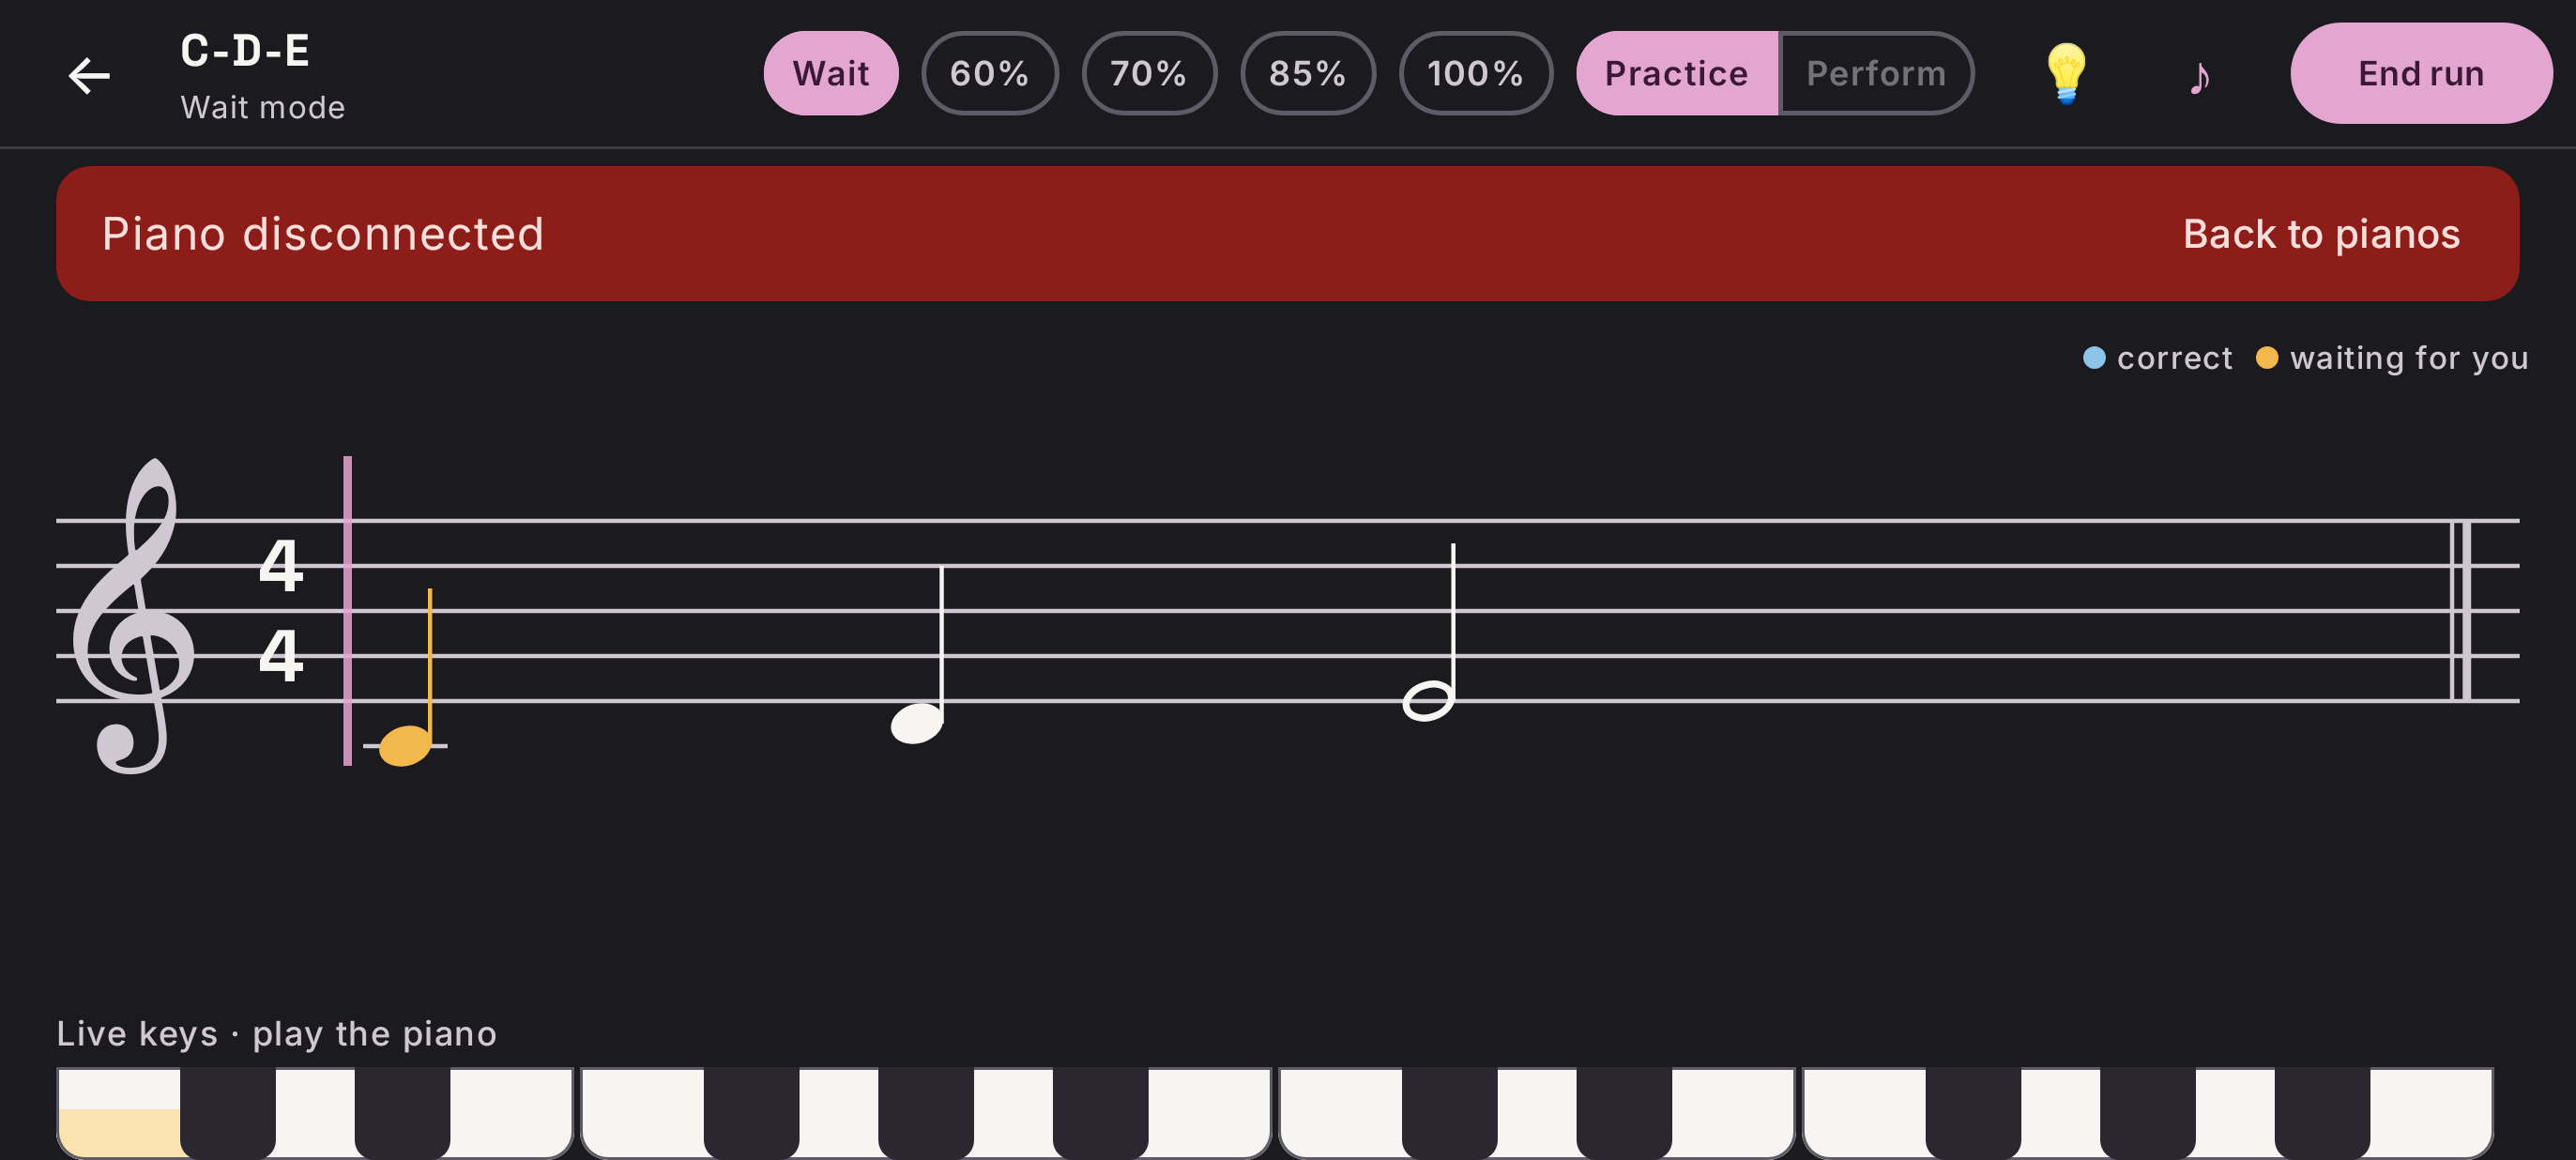 C-D-E
Wait mode
Wait 60% 70% 85% 100% Practice Perform End run
Piano disconnected Back to pianos
correct waiting for you
4
4
Live keys · play the piano